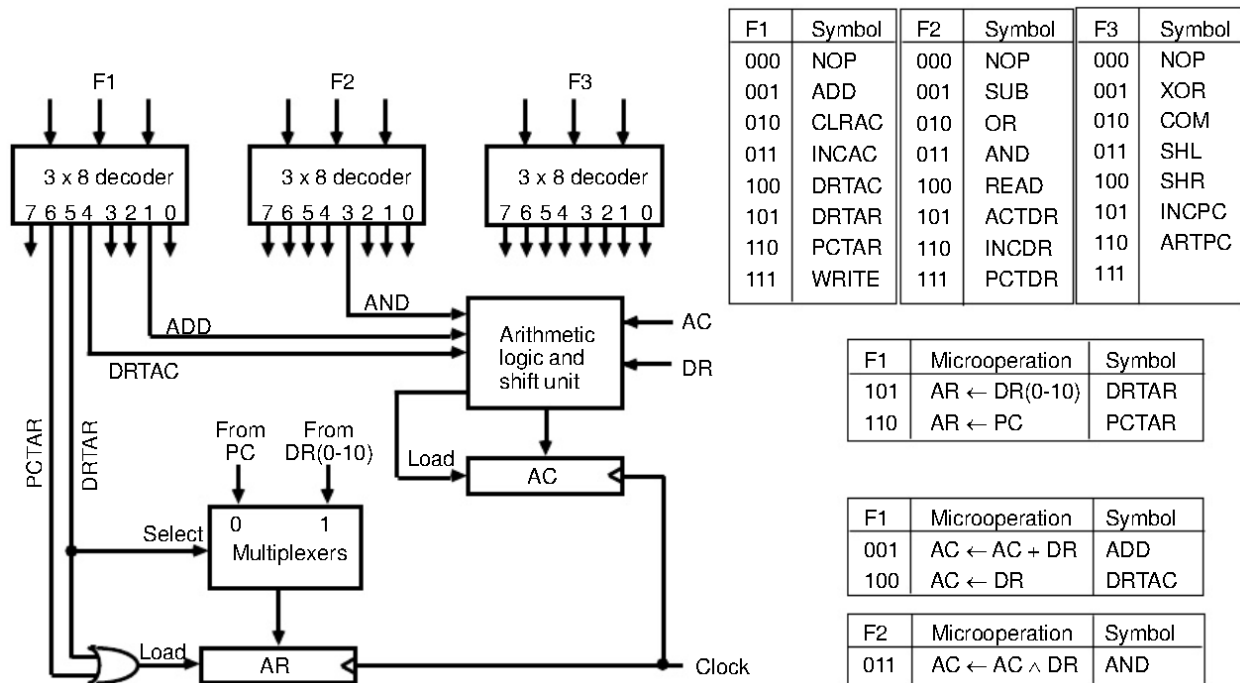 F1
F2
F3
3 x 8 decoder
7 6 5 4 3 2 1 0
3 x 8 decoder
7 6 5 4 3 2 1 0
3 x 8 decoder
7 6 5 4 3 2 1 0
AND
ADD
DRTAC
PCTAR
DRTAR
Arithmetic
logic and
shift unit
AC
DR
From
PC
From
DR(0-10)
Load
AC
0 1
Multiplexers
Select
Load
AR
Clock
F1 Symbol F2 Symbol F3 Symbol
000 NOP 000 NOP 000 NOP
001 ADD 001 SUB 001 XOR
010 CLRAC 010 OR 010 COM
011 INCAC 011 AND 011 SHL
100 DRTAC 100 READ 100 SHR
101 DRTAR 101 ACTDR 101 INCPC
110 PCTAR 110 INCDR 110 ARTPC
111 WRITE 111 PCTDR 111
F1 Microoperation Symbol
101 AR ← DR(0-10) DRTAR
110 AR ← PC PCTAR
F1 Microoperation Symbol
001 AC ← AC + DR ADD
100 AC ← DR DRTAC
F2 Microoperation Symbol
011 AC ← AC ∧ DR AND